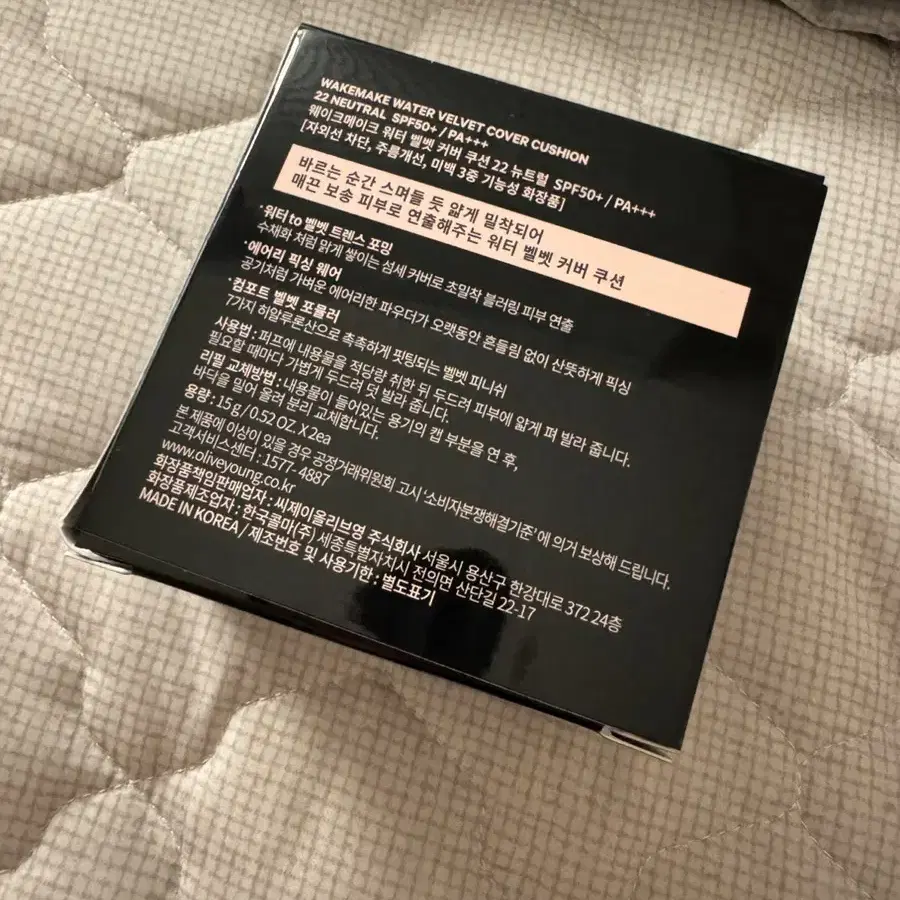 WAKEMAKE WATER VELVET COVER CUSHION
22 NEUTRAL SPF50+ / PA+++
웨이크메이크 워터 벨벳 커버 쿠션 22 뉴트럴 SPF50+ / PA+++
[자외선 차단, 주름개선, 미백 3중 기능성 화장품]
바르는 순간 스며들 듯 얇게 밀착되어
매끈 보송 피부로 연출해주는 워터 벨벳 커버 쿠션
·워터 to 벨벳 트랜스 포밍
수채화 처럼 맑게 쌓이는 섬세 커버로 초밀착 블러링 피부 연출
·에어리 픽싱 웨어
공기처럼 가벼운 에어리한 파우더가 오랫동안 흔들림 없이 산뜻하게 픽싱
·컴포트 벨벳 포뮬러
7가지 히알루론산으로 촉촉하게 핏팅되는 벨벳 피니쉬
사용법 : 퍼프에 내용물을 적당량 취한 뒤 두드려 피부에 얇게 펴 발라 줍니다.
필요할 때마다 가볍게 두드려 덧 발라 줍니다.
리필 교체방법 : 내용물이 들어있는 용기의 캡 부분을 연 후,
바닥을 밀어 올려 분리 교체합니다.
용량 : 15g / 0.52 OZ. X 2ea
본 제품에 이상이 있을 경우 공정거래위원회 고시 '소비자분쟁해결기준'에 의거 보상해 드립니다.
고객서비스센터 : 1577-4887
www.oliveyoung.co.kr
화장품책임판매업자 : 씨제이올리브영 주식회사 서울시 용산구 한강대로 372 24층
화장품제조업자 : 한국콜마(주) 세종특별자치시 전의면 산단길 22-17
MADE IN KOREA / 제조번호 및 사용기한 : 별도표기